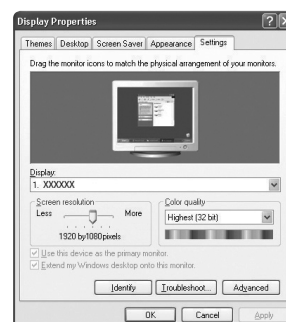 Display Properties
Themes Desktop Screen Saver Appearance Settings
Drag the monitor icons to match the physical arrangement of your monitors.
Display:
1. XXXXXX
Screen resolution
Less More
1920 by1080 pixels
Color quality
Highest (32 bit)
Use this device as the primary monitor.
Extend my Windows desktop onto this monitor.
Identify Troubleshoot... Advanced
OK Cancel Apply